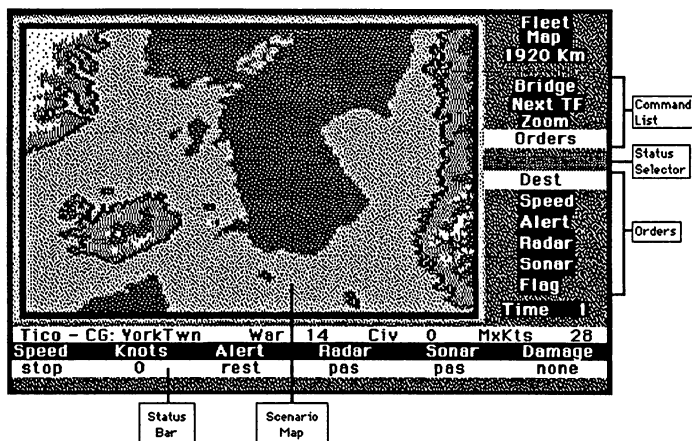 Fleet
Map
1920 Km
Bridge
Next TF
Zoom
Orders
Command
List
Status
Selector
Dest
Speed
Alert
Radar
Sonar
Flag
Orders
Time 1
Tico - CG: YorkTwn War 14 Civ 0 MxKts 28
Speed Knots Alert Radar Sonar Damage
stop 0 rest pas pas none
Status
Bar
Scenario
Map